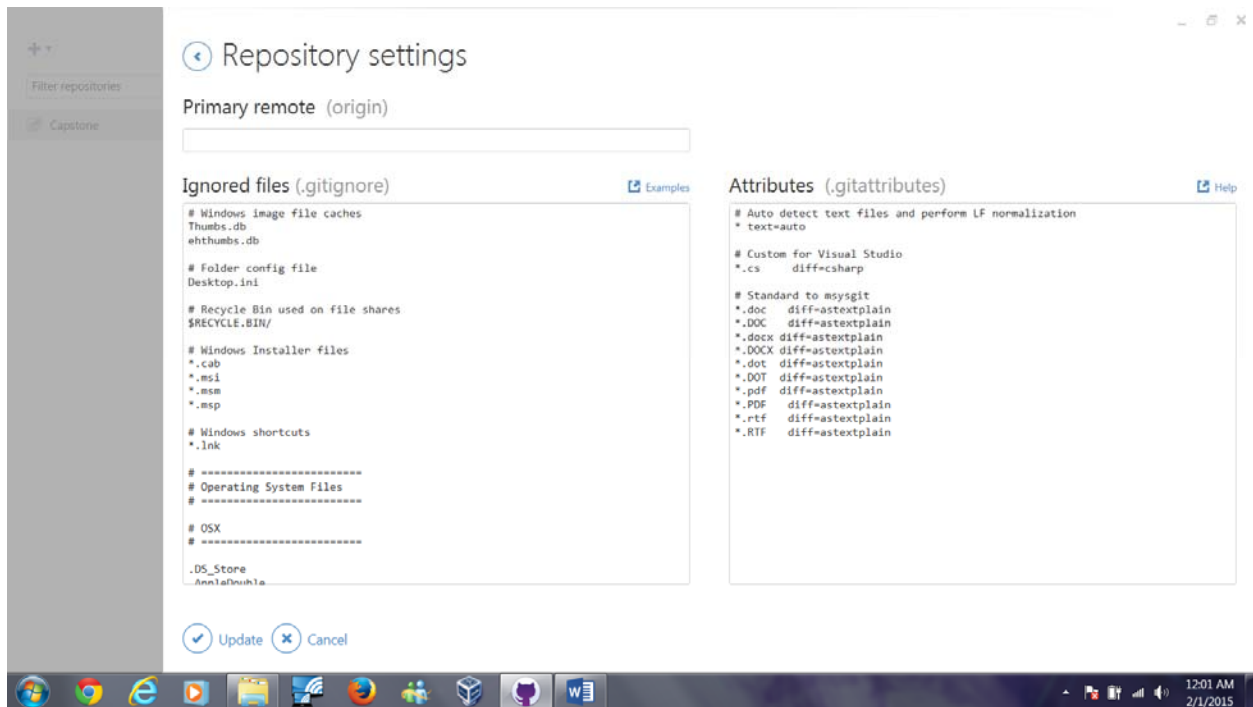 Filter repositories
Capstone
Repository settings
Primary remote (origin)
Ignored files (.gitignore)
Examples
# Windows image file caches
Thumbs.db
ehthumbs.db
# Folder config file
Desktop.ini
# Recycle Bin used on file shares
$RECYCLE.BIN/
# Windows Installer files
*.cab
*.msi
*.msm
*.msp
# Windows shortcuts
*.lnk
# =========================
# Operating System Files
# =========================
# OSX
# =========================
.DS_Store
.AppleDouble
Attributes (.gitattributes)
Help
# Auto detect text files and perform LF normalization
* text=auto
# Custom for Visual Studio
*.cs diff=csharp
# Standard to msysgit
*.doc diff=astextplain
*.DOC diff=astextplain
*.docx diff=astextplain
*.DOCX diff=astextplain
*.dot diff=astextplain
*.DOT diff=astextplain
*.pdf diff=astextplain
*.PDF diff=astextplain
*.rtf diff=astextplain
*.RTF diff=astextplain
Update
Cancel
12:01 AM
2/1/2015